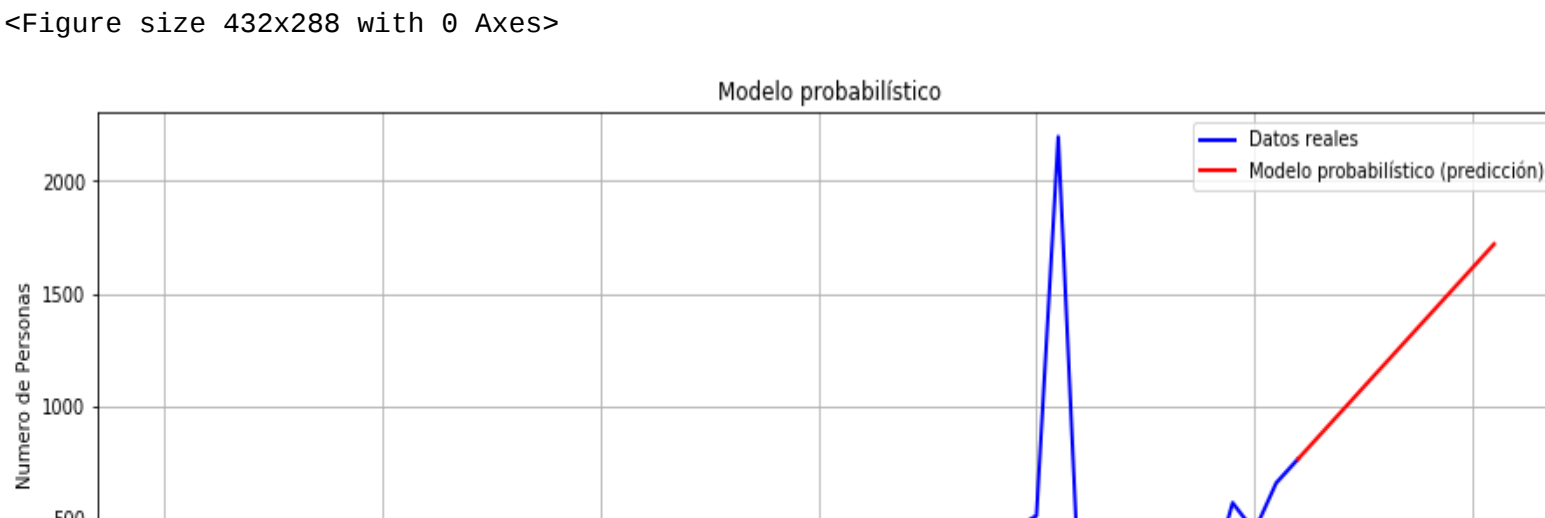 <Figure size 432x288 with 0 Axes>
Modelo probabilístico
Datos reales
Modelo probabilístico (predicción)
2000
1500
1000
500
Numero de Personas